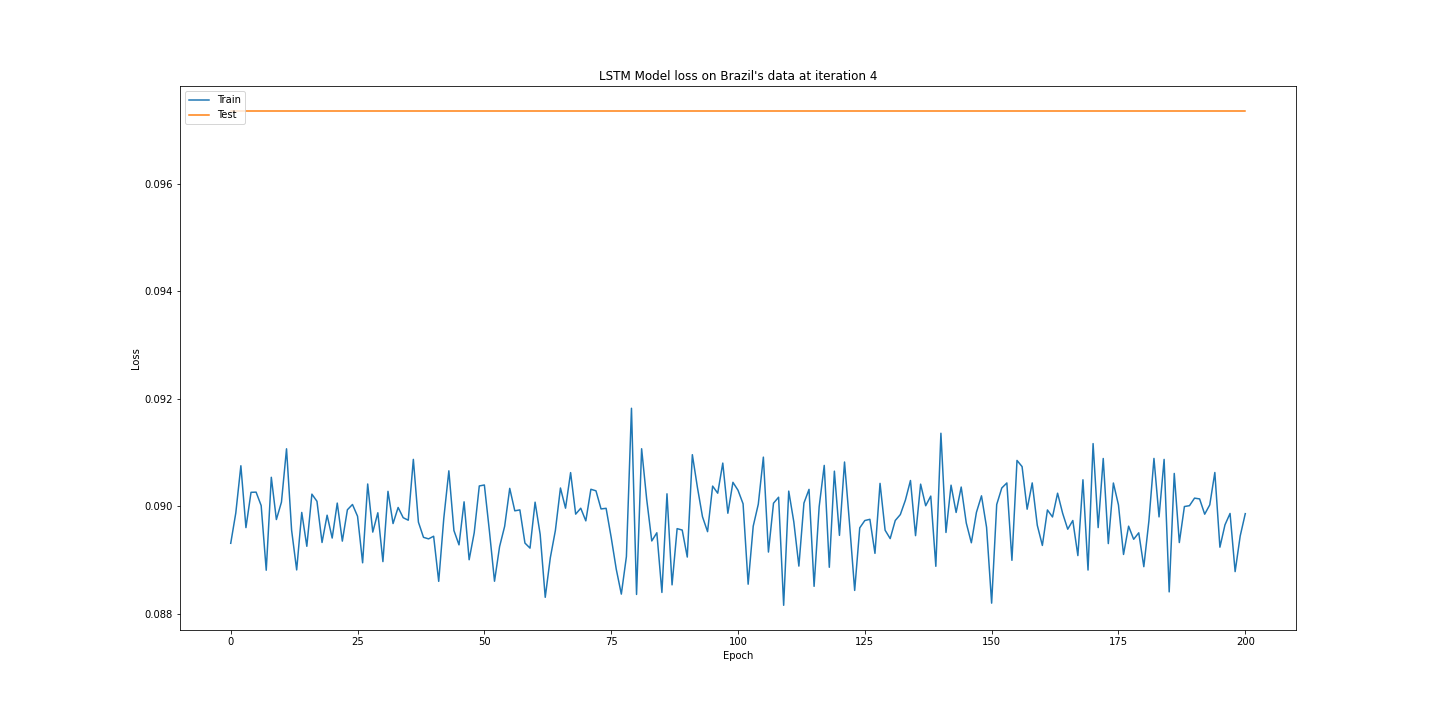 LSTM Model loss on Brazil's data at iteration 4
Train
Test
0.096
0.094
0.092
0.090
0.088
Loss
0 25 50 75 100 125 150 175 200
Epoch